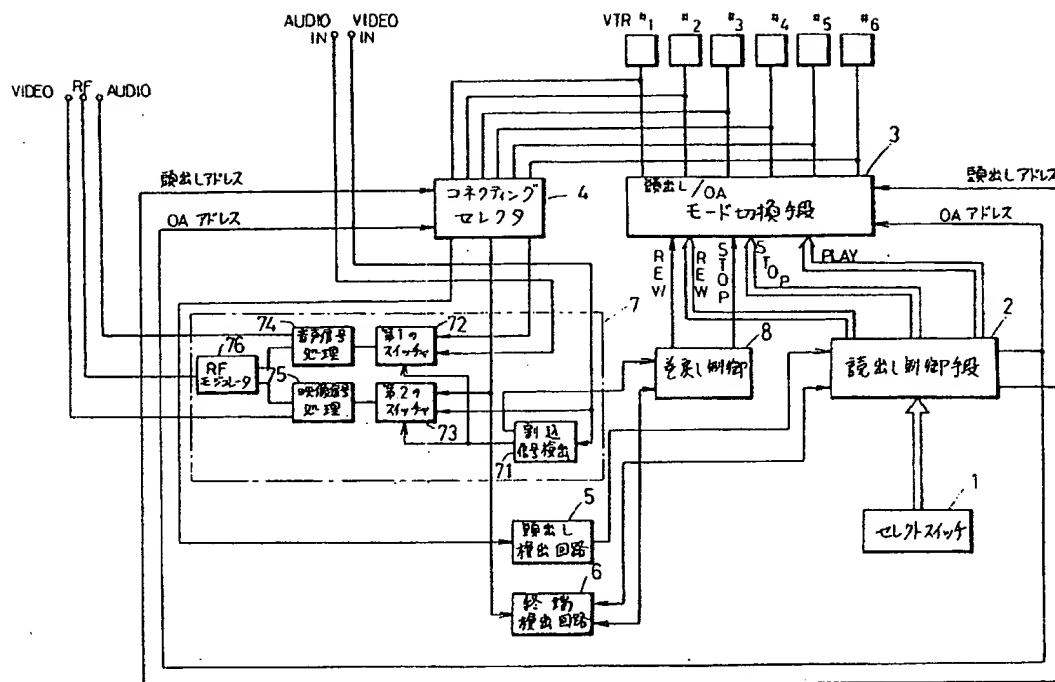 AUDIO IN
VIDEO IN
VTR #1
#2
#3
#4
#5
#6
VIDEO
RF
AUDIO
3
頭出しアドレス
コネクティング
セレクタ
4
頭出し/OA
モード切換手段
頭出しアドレス
OA アドレス
OA アドレス
REW
REW
STOP
STOP
PLAY
7
2
74
音声信号
処理
第1の
スイッチャ
72
8
76
RF
モジュレータ
75
映像信号
処理
第2の
スイッチャ
73
巻戻し制御
読出し制御手段
割込
信号検出
71
1
5
頭出し
検出回路
セレクトスイッチ
6
終端
検出回路